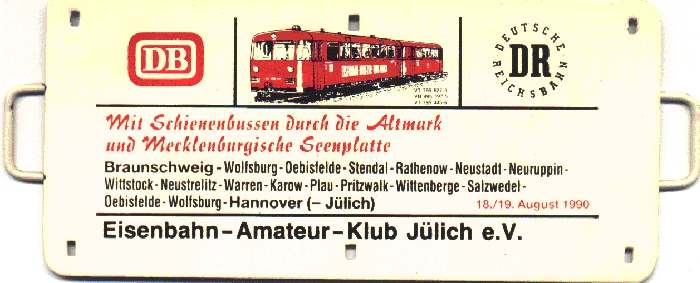 DB
DEUTSCHE
DR
REICHSBAHN
Mit Schienenbussen durch die Altmark
und Mecklenburgische Seenplatte
Braunschweig - Wolfsburg - Oebisfelde - Stendal - Rathenow - Neustadt - Neuruppin -
Wittstock - Neustrelitz - Warren - Karow - Plau - Pritzwalk - Wittenberge - Salzwedel -
Oebisfelde - Wolfsburg - Hannover (– Jülich)
18./19. August 1990
Eisenbahn – Amateur – Klub Jülich e.V.